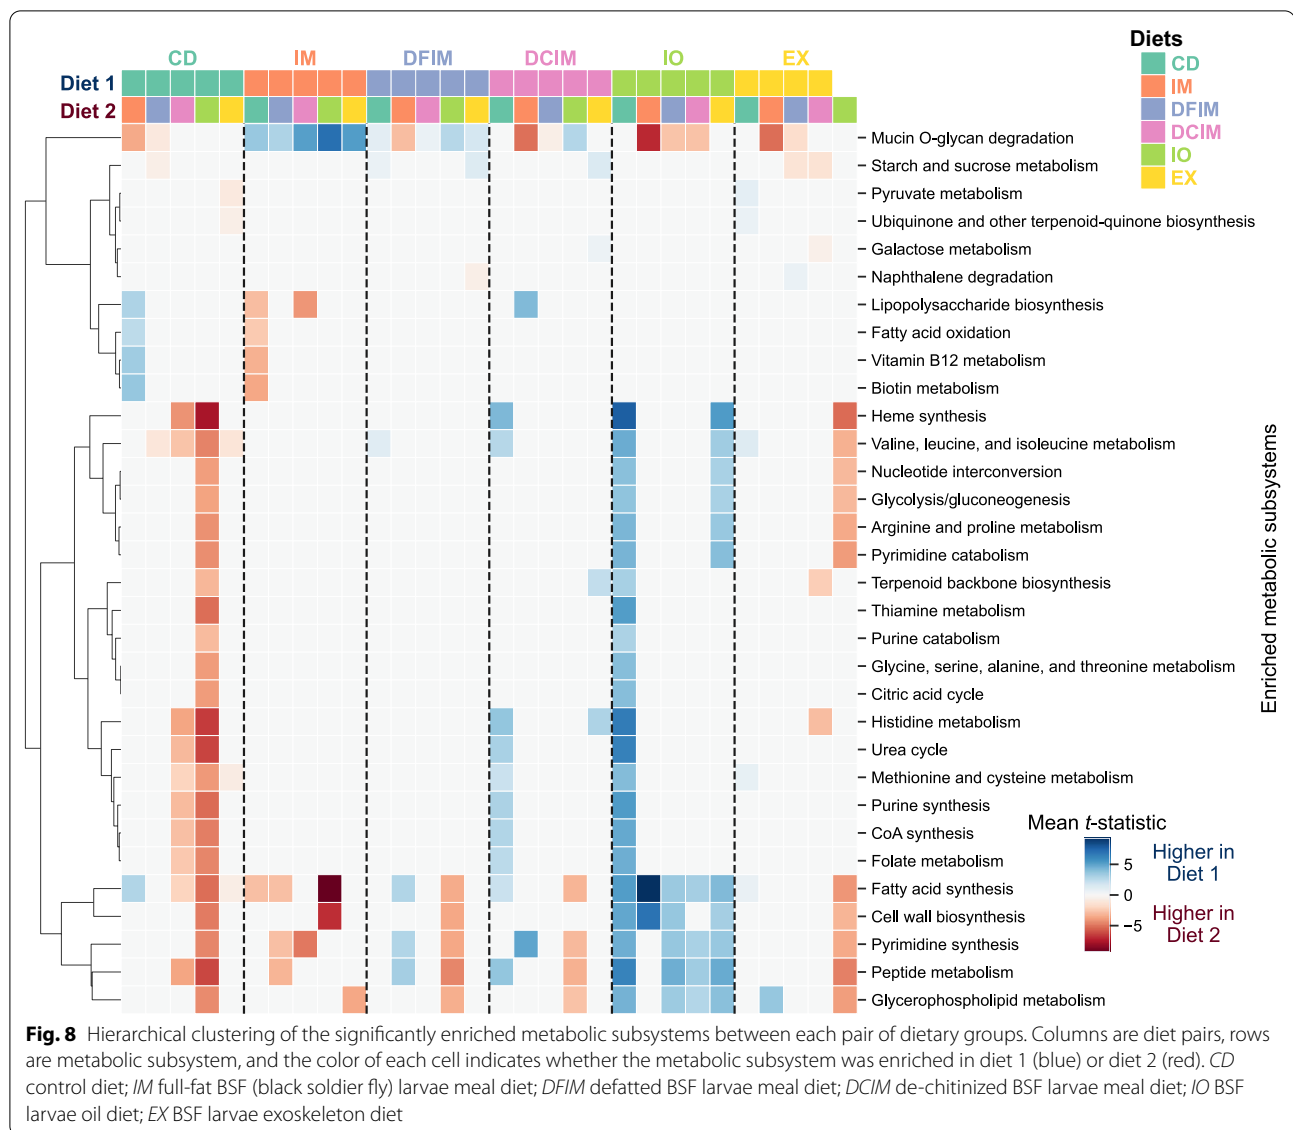 CD IM DFIM DCIM IO EX
Diet 1
Diet 2
Diets
CD
IM
DFIM
DCIM
IO
EX
Mucin O-glycan degradation
Starch and sucrose metabolism
Pyruvate metabolism
Ubiquinone and other terpenoid-quinone biosynthesis
Galactose metabolism
Naphthalene degradation
Lipopolysaccharide biosynthesis
Fatty acid oxidation
Vitamin B12 metabolism
Biotin metabolism
Heme synthesis
Valine, leucine, and isoleucine metabolism
Nucleotide interconversion
Glycolysis/gluconeogenesis
Arginine and proline metabolism
Pyrimidine catabolism
Terpenoid backbone biosynthesis
Thiamine metabolism
Purine catabolism
Glycine, serine, alanine, and threonine metabolism
Citric acid cycle
Histidine metabolism
Urea cycle
Methionine and cysteine metabolism
Purine synthesis
CoA synthesis
Folate metabolism
Fatty acid synthesis
Cell wall biosynthesis
Pyrimidine synthesis
Peptide metabolism
Glycerophospholipid metabolism
Enriched metabolic subsystems
Mean t-statistic
5
0
−5
Higher in
Diet 1
Higher in
Diet 2
Fig. 8 Hierarchical clustering of the significantly enriched metabolic subsystems between each pair of dietary groups. Columns are diet pairs, rows
are metabolic subsystem, and the color of each cell indicates whether the metabolic subsystem was enriched in diet 1 (blue) or diet 2 (red). CD
control diet; IM full-fat BSF (black soldier fly) larvae meal diet; DFIM defatted BSF larvae meal diet; DCIM de-chitinized BSF larvae meal diet; IO BSF
larvae oil diet; EX BSF larvae exoskeleton diet